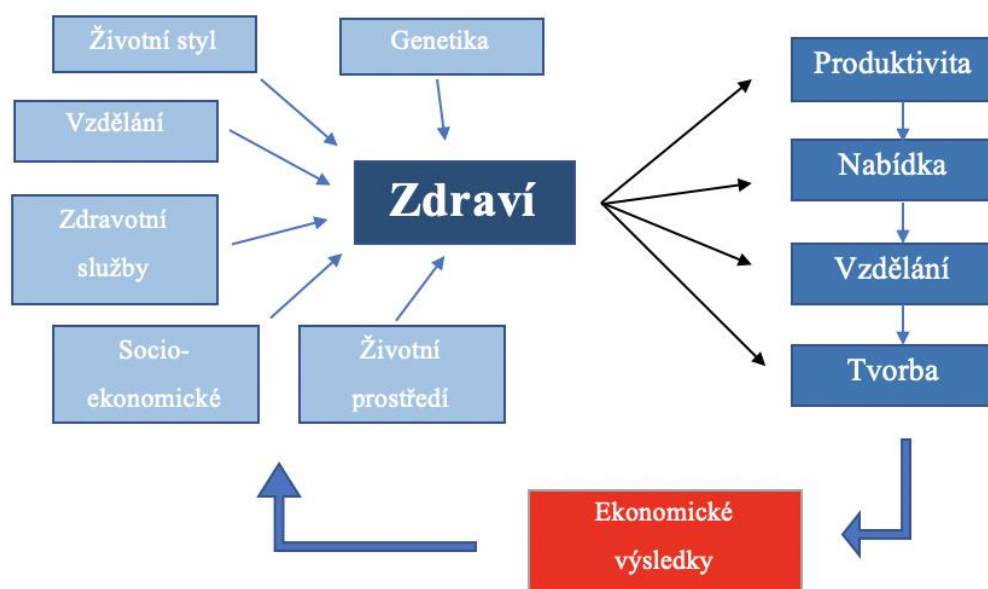 Životní styl
Genetika
Vzdělání
Zdravotní
služby
Socio-
ekonomické
Životní
prostředí
Zdraví
Produktivita
Nabídka
Vzdělání
Tvorba
Ekonomické
výsledky